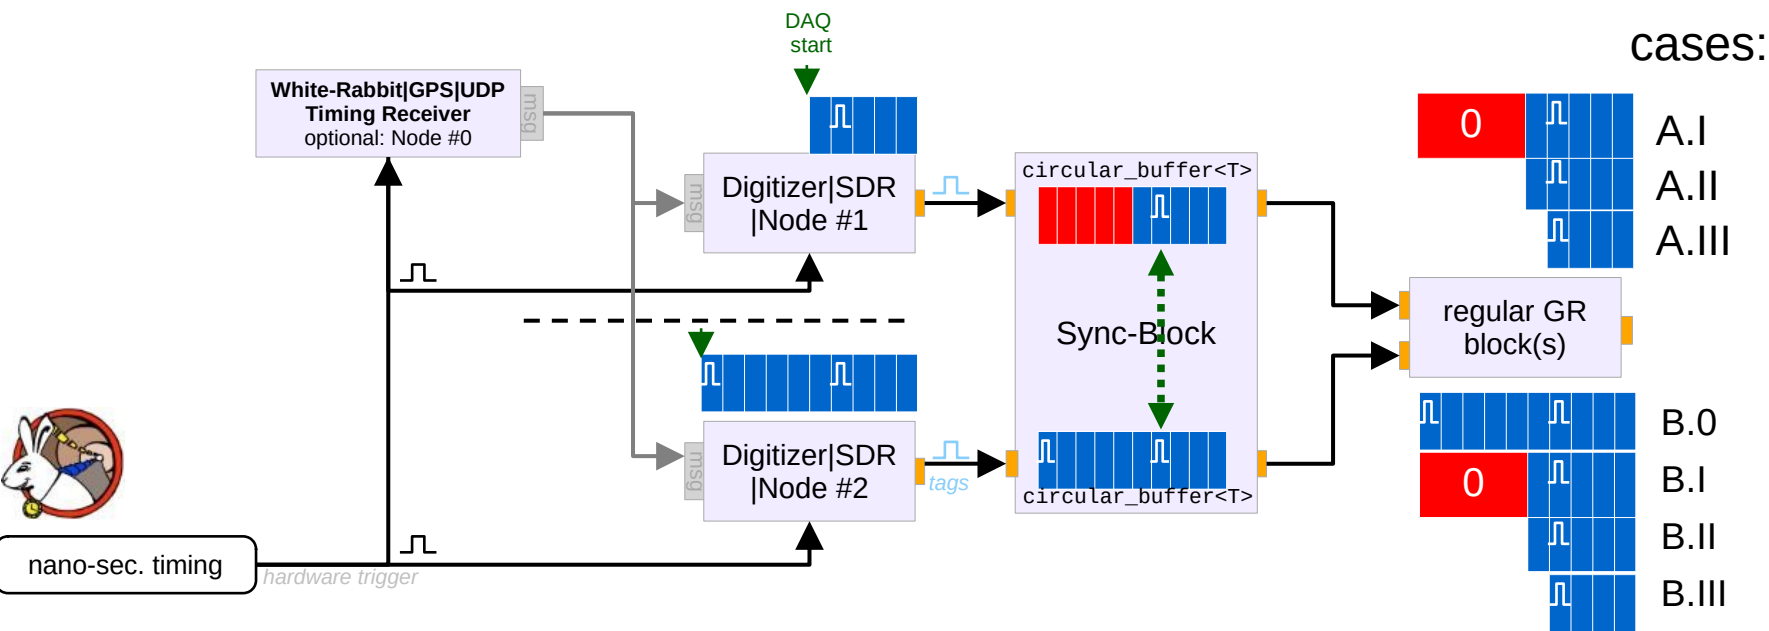 DAQ
start
cases:
White-Rabbit|GPS|UDP
Timing Receiver
optional: Node #0
msg
0
A.I
A.II
A.III
msg
Digitizer|SDR
|Node #1
circular_buffer<T>
Sync-Block
regular GR
block(s)
msg
Digitizer|SDR
|Node #2
tags
circular_buffer<T>
B.0
0
B.I
B.II
B.III
nano-sec. timing
hardware trigger